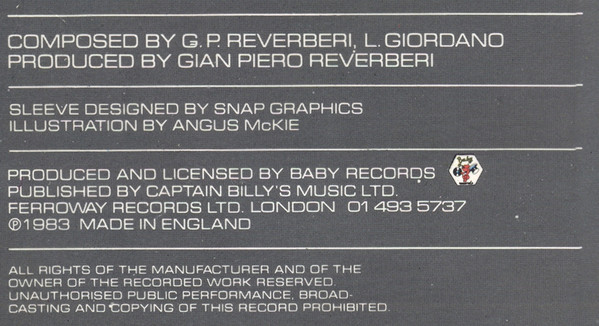 COMPOSED BY G. P. REVERBERI, L. GIORDANO
PRODUCED BY GIAN PIERO REVERBERI
SLEEVE DESIGNED BY SNAP GRAPHICS
ILLUSTRATION BY ANGUS McKIE
PRODUCED AND LICENSED BY BABY RECORDS
PUBLISHED BY CAPTAIN BILLY'S MUSIC LTD.
FERROWAY RECORDS LTD. LONDON 01 493 5737
℗1983 MADE IN ENGLAND
ALL RIGHTS OF THE MANUFACTURER AND OF THE
OWNER OF THE RECORDED WORK RESERVED.
UNAUTHORISED PUBLIC PERFORMANCE, BROAD-
CASTING AND COPYING OF THIS RECORD PROHIBITED.